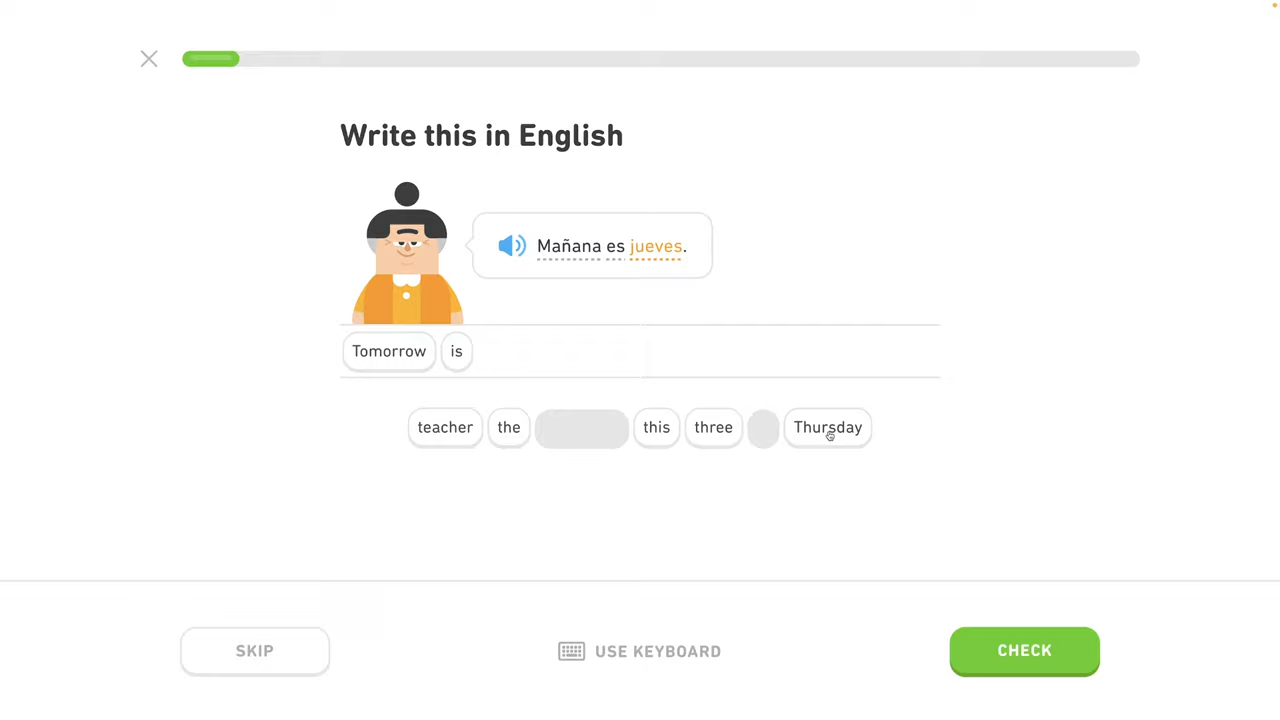 Write this in English
Mañana es jueves.
Tomorrow is
teacher the this three Thursday
SKIP USE KEYBOARD CHECK